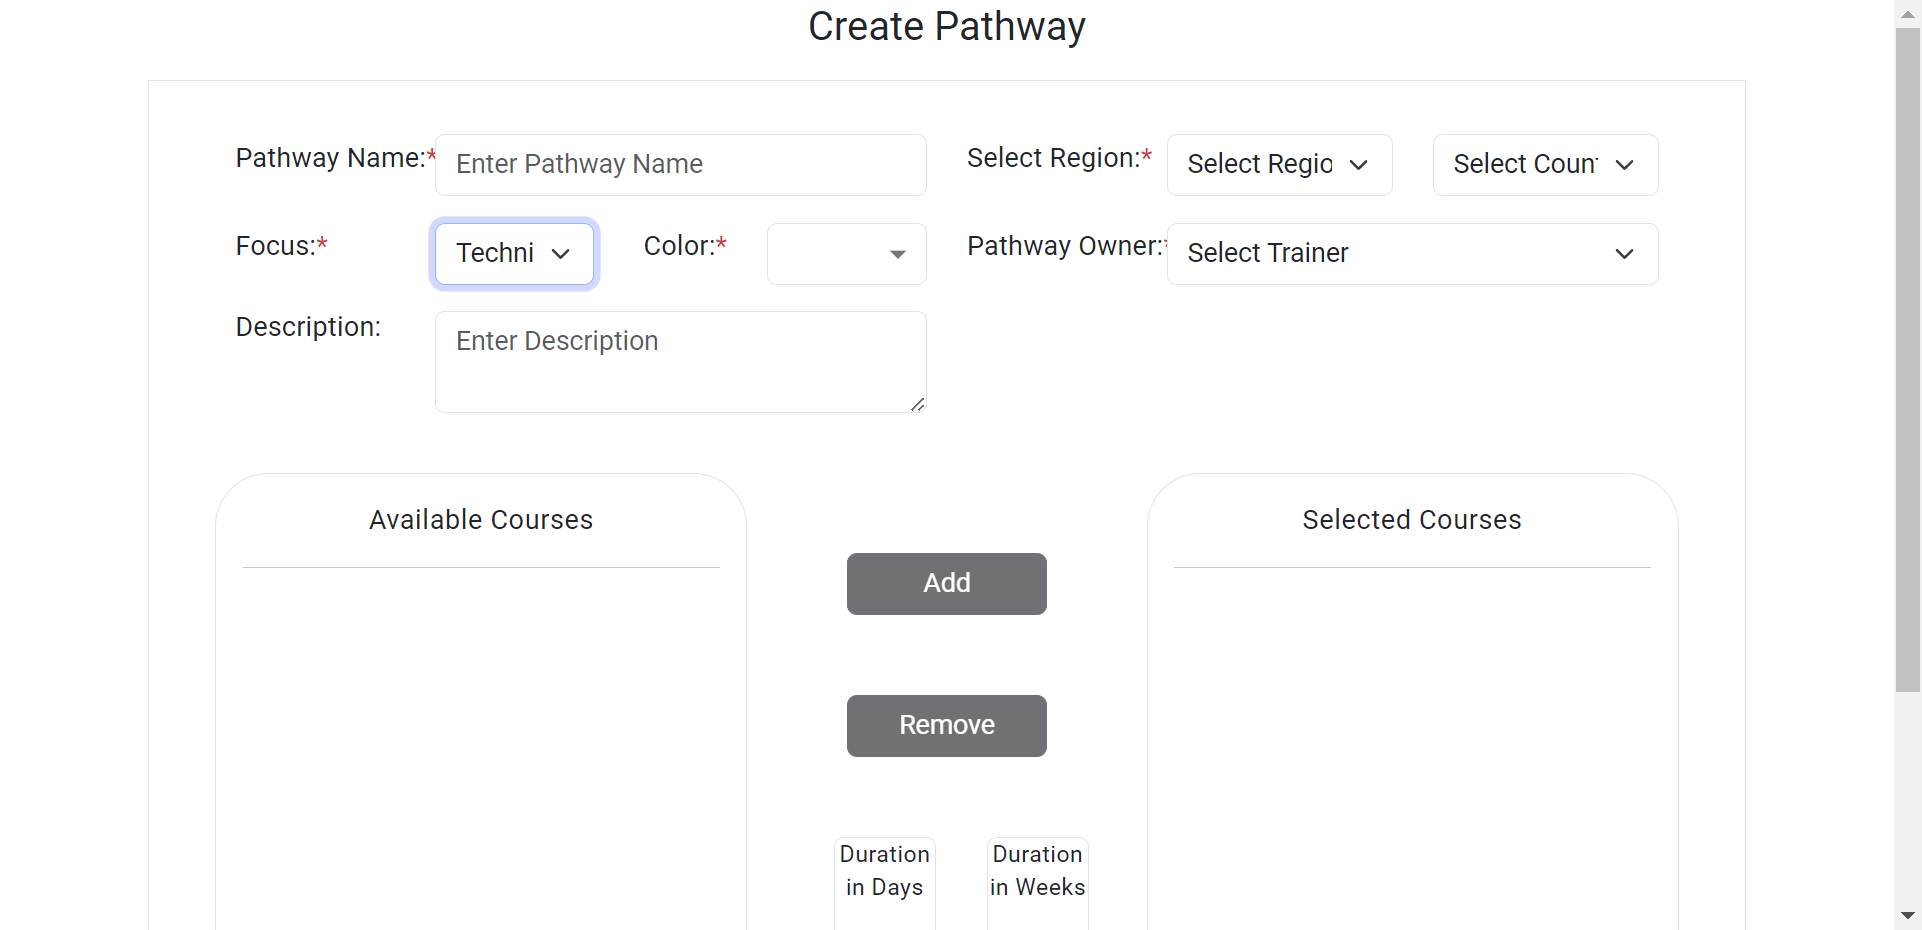 Create Pathway
Pathway Name:* Enter Pathway Name Select Region:* Select Regio Select Coun
Focus:* Techni Color:* Pathway Owner:* Select Trainer
Description: Enter Description
Available Courses Selected Courses
Add
Remove
Duration in Days Duration in Weeks